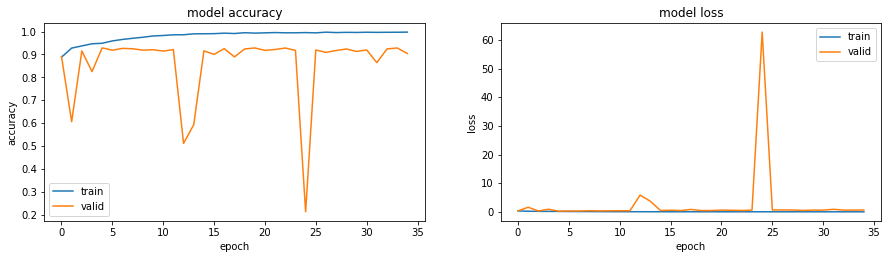 model accuracy
1.0
0.9
0.8
0.7
0.6
0.5
0.4
0.3
0.2
accuracy
train
valid
0 5 10 15 20 25 30 35
epoch
model loss
60
50
40
30
20
10
0
loss
train
valid
0 5 10 15 20 25 30 35
epoch